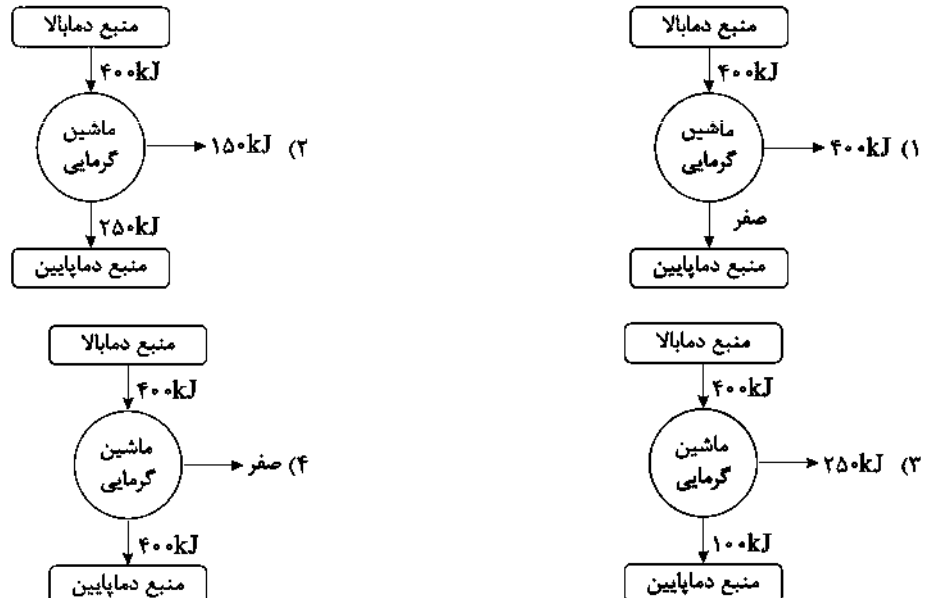 منبع دمابالا
۴۰۰kJ
ماشین
گرمایی
۱) ۴۰۰kJ
صفر
منبع دماپایین
منبع دمابالا
۴۰۰kJ
ماشین
گرمایی
۲) ۱۵۰kJ
۲۵۰kJ
منبع دماپایین
منبع دمابالا
۴۰۰kJ
ماشین
گرمایی
۳) ۲۵۰kJ
۱۰۰kJ
منبع دماپایین
منبع دمابالا
۴۰۰kJ
ماشین
گرمایی
۴) صفر
۴۰۰kJ
منبع دماپایین